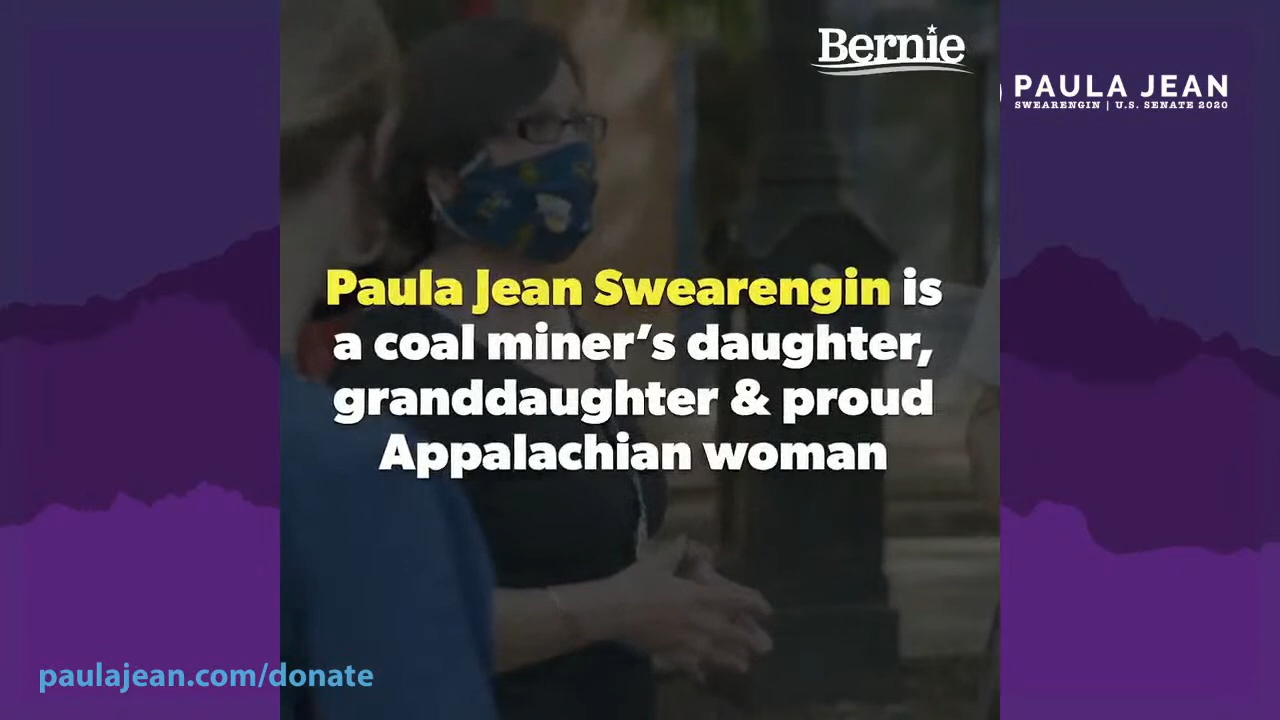 Bernie
PAULA JEAN
SWEARENGIN | U.S. SENATE 2020
Paula Jean Swearengin is
a coal miner's daughter,
granddaughter & proud
Appalachian woman
paulajean.com/donate